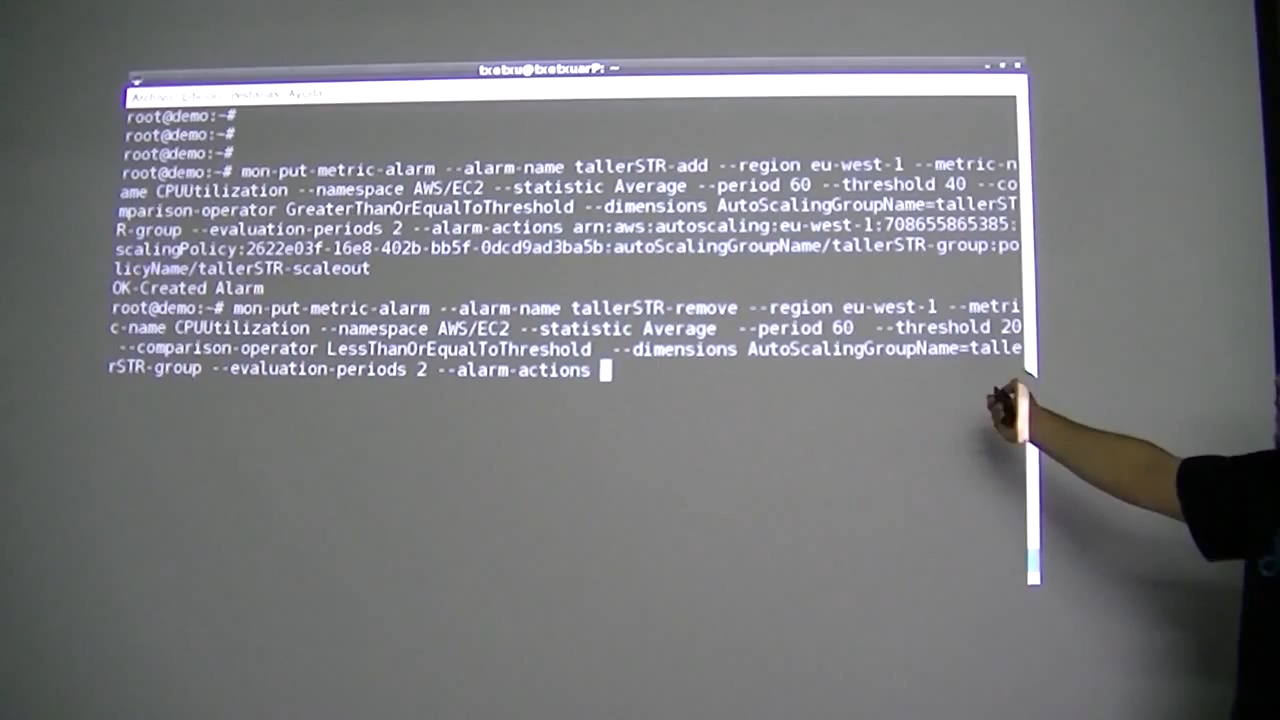 txetxu@txetxuarP: ~
Archivo Ayuda
root@demo:~#
root@demo:~#
root@demo:~#
root@demo:~# mon-put-metric-alarm --alarm-name tallerSTR-add --region eu-west-1 --metric-n
ame CPUUtilization --namespace AWS/EC2 --statistic Average --period 60 --threshold 40 --co
mparison-operator GreaterThanOrEqualToThreshold --dimensions AutoScalingGroupName=tallerST
R-group --evaluation-periods 2 --alarm-actions arn:aws:autoscaling:eu-west-1:708655865385:
scalingPolicy:2622e03f-16e8-402b-bb5f-0dcd9ad3ba5b:autoScalingGroupName/tallerSTR-group:po
licyName/tallerSTR-scaleout
OK-Created Alarm
root@demo:~# mon-put-metric-alarm --alarm-name tallerSTR-remove --region eu-west-1 --metri
c-name CPUUtilization --namespace AWS/EC2 --statistic Average  --period 60  --threshold 20
 --comparison-operator LessThanOrEqualToThreshold  --dimensions AutoScalingGroupName=talle
rSTR-group --evaluation-periods 2 --alarm-actions